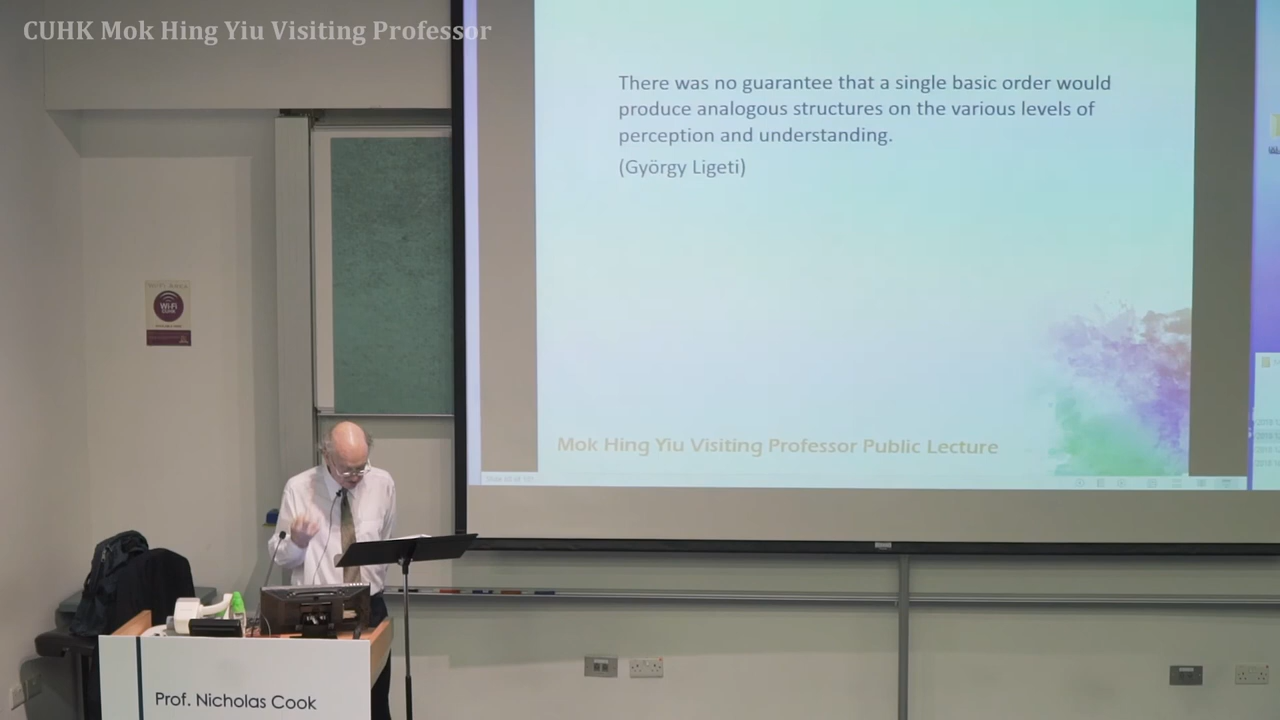 CUHK Mok Hing Yiu Visiting Professor
There was no guarantee that a single basic order would
produce analogous structures on the various levels of
perception and understanding.
(György Ligeti)
Mok Hing Yiu Visiting Professor Public Lecture
Wi-Fi
Prof. Nicholas Cook